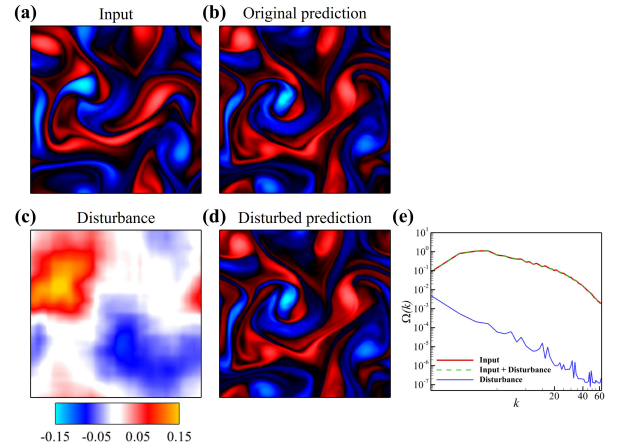 (a) Input
(b) Original prediction
(c) Disturbance
(d) Disturbed prediction
(e)
-0.15 -0.05 0.05 0.15
Ω(k)
10¹
10⁰
10⁻¹
10⁻²
10⁻³
10⁻⁴
10⁻⁵
10⁻⁶
10⁻⁷
Input
Input + Disturbance
Disturbance
20 40 60
k